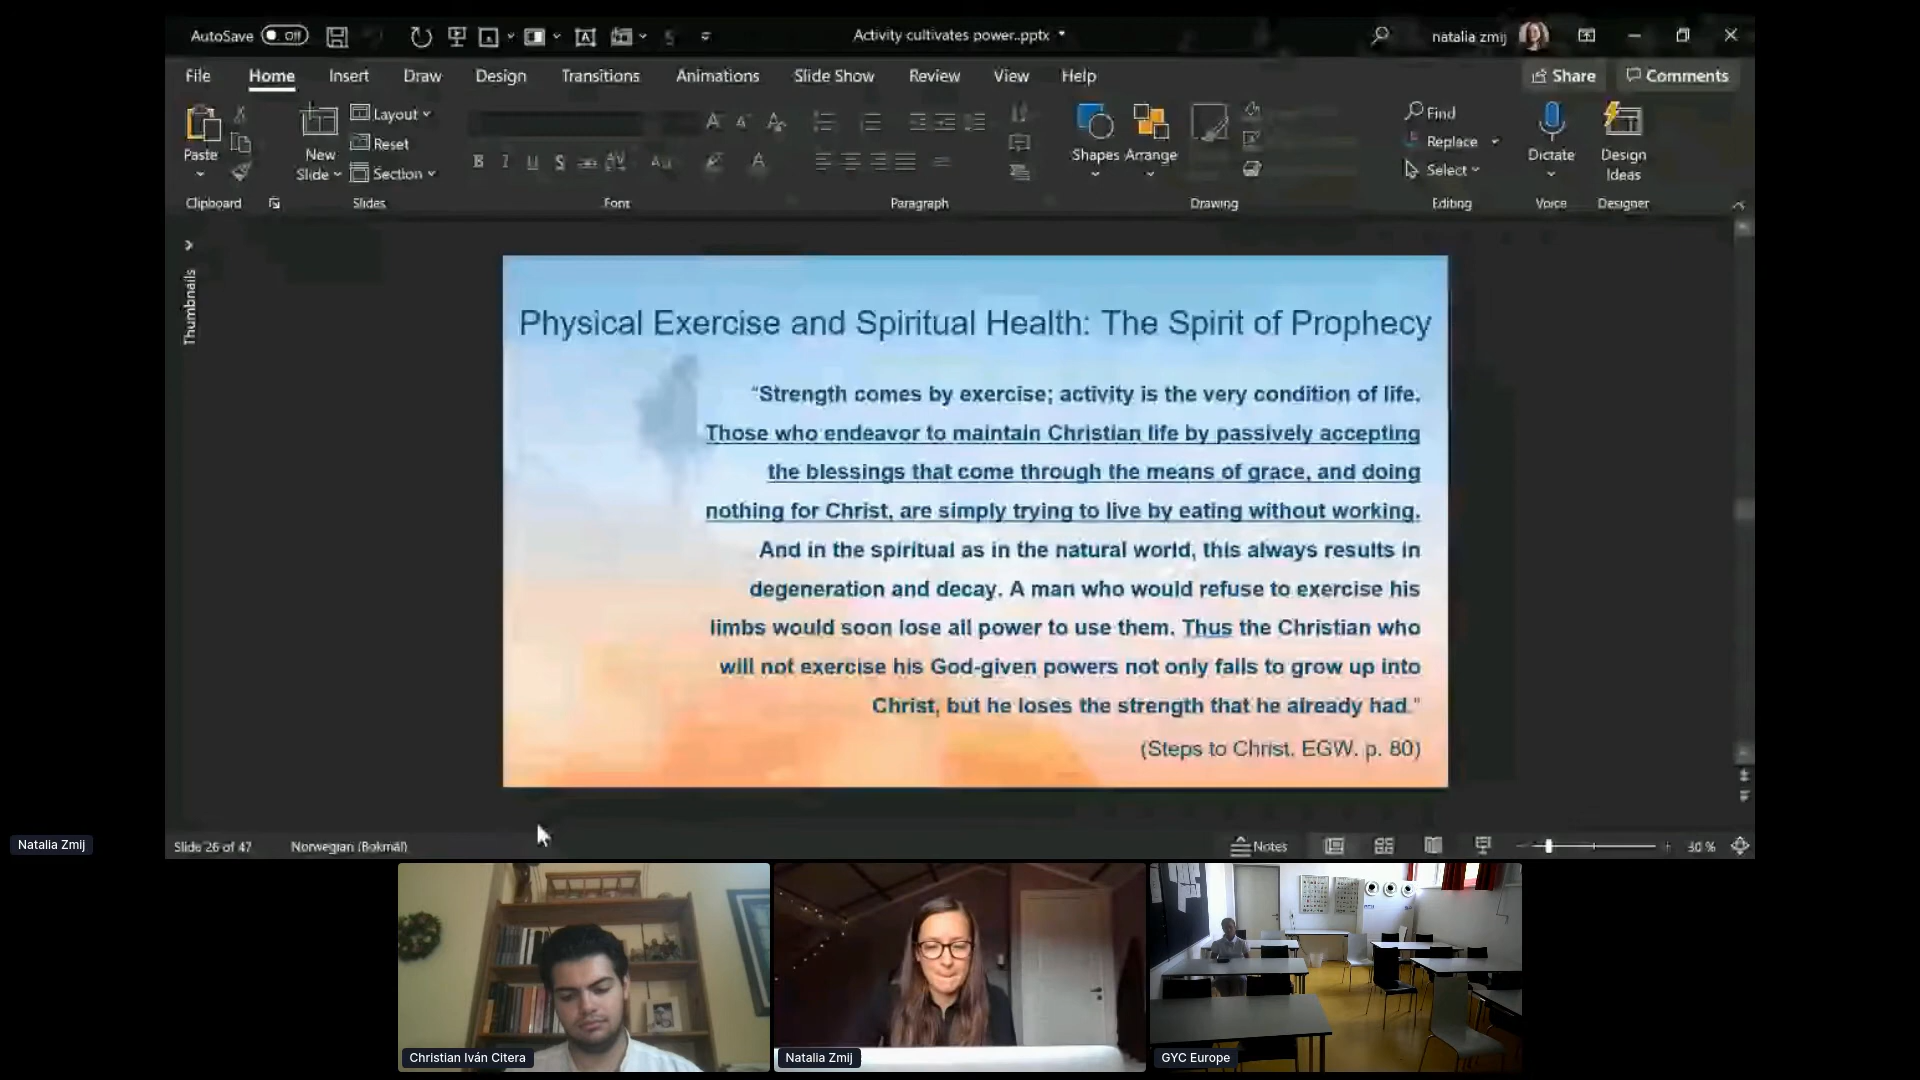 AutoSave Off
Activity cultivates power..pptx
natalia zmij
File Home Insert Draw Design Transitions Animations Slide Show Review View Help
Share Comments
Paste
New Slide
Layout
Reset
Section
B I U S
Shapes Arrange
Find
Replace
Select
Dictate
Design Ideas
Clipboard Slides Font Paragraph Drawing Editing Voice Designer
Thumbnails
Physical Exercise and Spiritual Health: The Spirit of Prophecy
“Strength comes by exercise; activity is the very condition of life.
Those who endeavor to maintain Christian life by passively accepting
the blessings that come through the means of grace, and doing
nothing for Christ, are simply trying to live by eating without working.
And in the spiritual as in the natural world, this always results in
degeneration and decay. A man who would refuse to exercise his
limbs would soon lose all power to use them. Thus the Christian who
will not exercise his God-given powers not only fails to grow up into
Christ, but he loses the strength that he already had.”
(Steps to Christ. EGW. p. 80)
Slide 26 of 47 Norwegian (Bokmål) Notes 30 %
Natalia Zmij
Christian Iván Citera
Natalia Zmij
GYC Europe